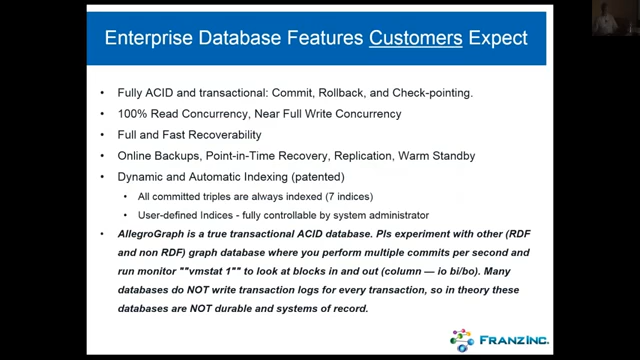 Enterprise Database Features Customers Expect
• Fully ACID and transactional: Commit, Rollback, and Check-pointing.
• 100% Read Concurrency, Near Full Write Concurrency
• Full and Fast Recoverability
• Online Backups, Point-in-Time Recovery, Replication, Warm Standby
• Dynamic and Automatic Indexing (patented)
• All committed triples are always indexed (7 indices)
• User-defined Indices - fully controllable by system administrator
• AllegroGraph is a true transactional ACID database. Pls experiment with other (RDF
and non RDF) graph database where you perform multiple commits per second and
run monitor ""vmstat 1"" to look at blocks in and out (column — io bi/bo). Many
databases do NOT write transaction logs for every transaction, so in theory these
databases are NOT durable and systems of record.
FRANZ INC.